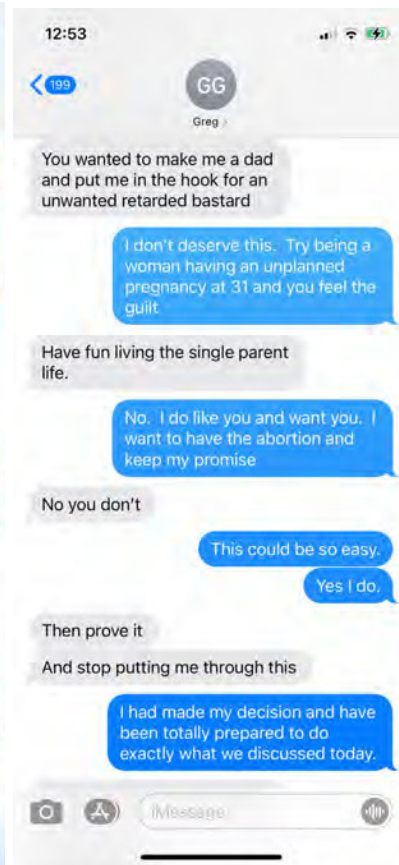 12:53
199
GG
Greg
You wanted to make me a dad
and put me in the hook for an
unwanted retarded bastard
I don't deserve this. Try being a
woman having an unplanned
pregnancy at 31 and you feel the
guilt
Have fun living the single parent
life.
No. I do like you and want you. I
want to have the abortion and
keep my promise
No you don't
This could be so easy.
Yes I do.
Then prove it
And stop putting me through this
I had made my decision and have
been totally prepared to do
exactly what we discussed today.
iMessage